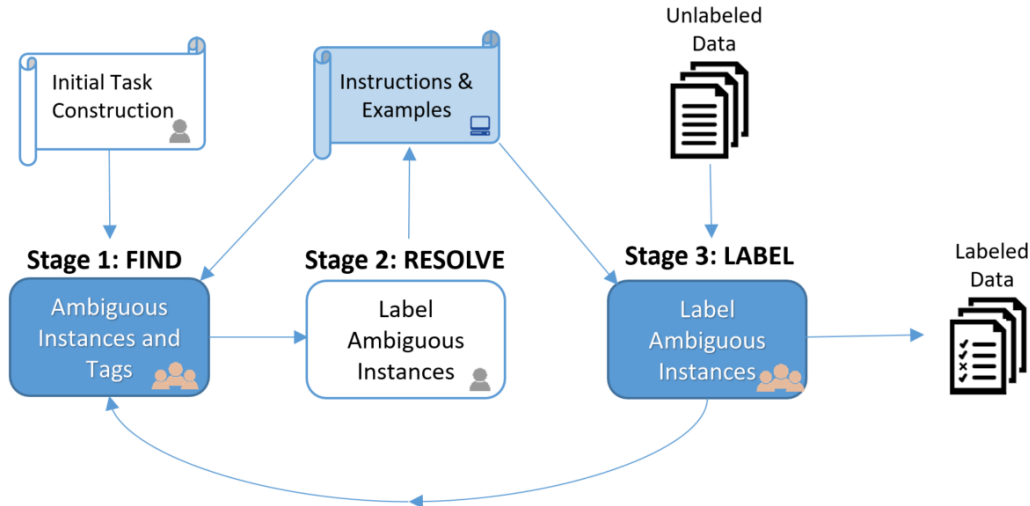 Initial Task
Construction
Instructions &
Examples
Unlabeled
Data
Stage 1: FIND
Ambiguous
Instances and
Tags
Stage 2: RESOLVE
Label
Ambiguous
Instances
Stage 3: LABEL
Label
Ambiguous
Instances
Labeled
Data